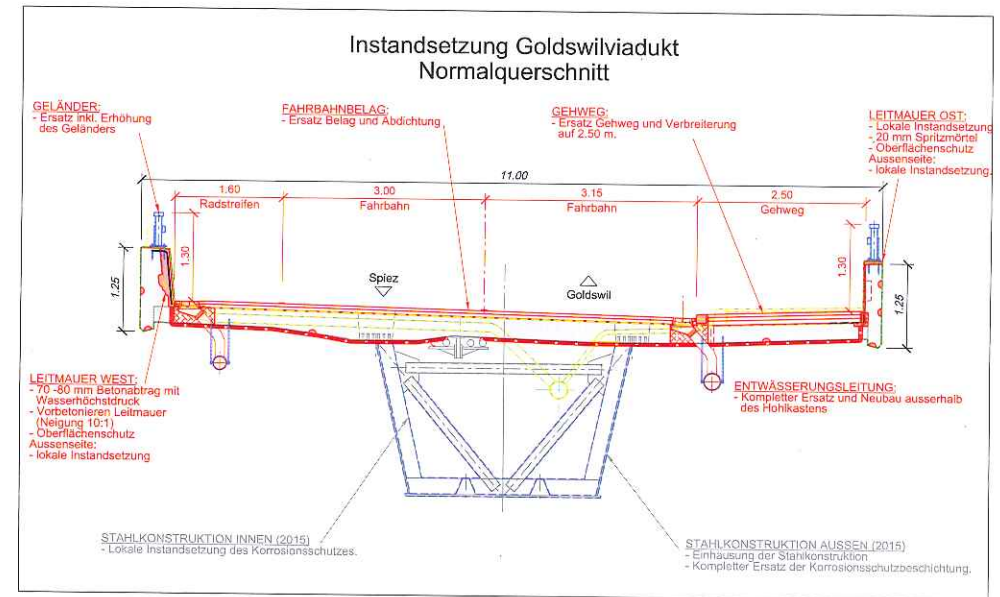 Instandsetzung Goldswilviadukt
Normalquerschnitt
GELÄNDER:
- Ersatz inkl. Erhöhung
des Geländers
FAHRBAHNBELAG:
- Ersatz Belag und Abdichtung
GEHWEG:
- Ersatz Gehweg und Verbreiterung
auf 2.50 m.
LEITMAUER OST:
- Lokale Instandsetzung
- 20 mm Spritzmörtel
- Oberflächenschutz
Aussenseite:
- lokale Instandsetzung.
11.00
1.60
3.00
3.15
2.50
Radstreifen
Fahrbahn
Fahrbahn
Gehweg
1.30
1.30
1.25
1.25
Spiez
Goldswil
LEITMAUER WEST:
- 70 -80 mm Betonabtrag mit
Wasserhöchstdruck
- Vorbetonieren Leitmauer
(Neigung 10:1)
- Oberflächenschutz
Aussenseite:
- lokale Instandsetzung
ENTWÄSSERUNGSLEITUNG:
- Kompletter Ersatz und Neubau ausserhalb
des Hohlkastens
STAHLKONSTRUKTION INNEN (2015)
- Lokale Instandsetzung des Korrosionsschutzes.
STAHLKONSTRUKTION AUSSEN (2015)
- Einhausung der Stahlkonstruktion
- Kompletter Ersatz der Korrosionsschutzbeschichtung.